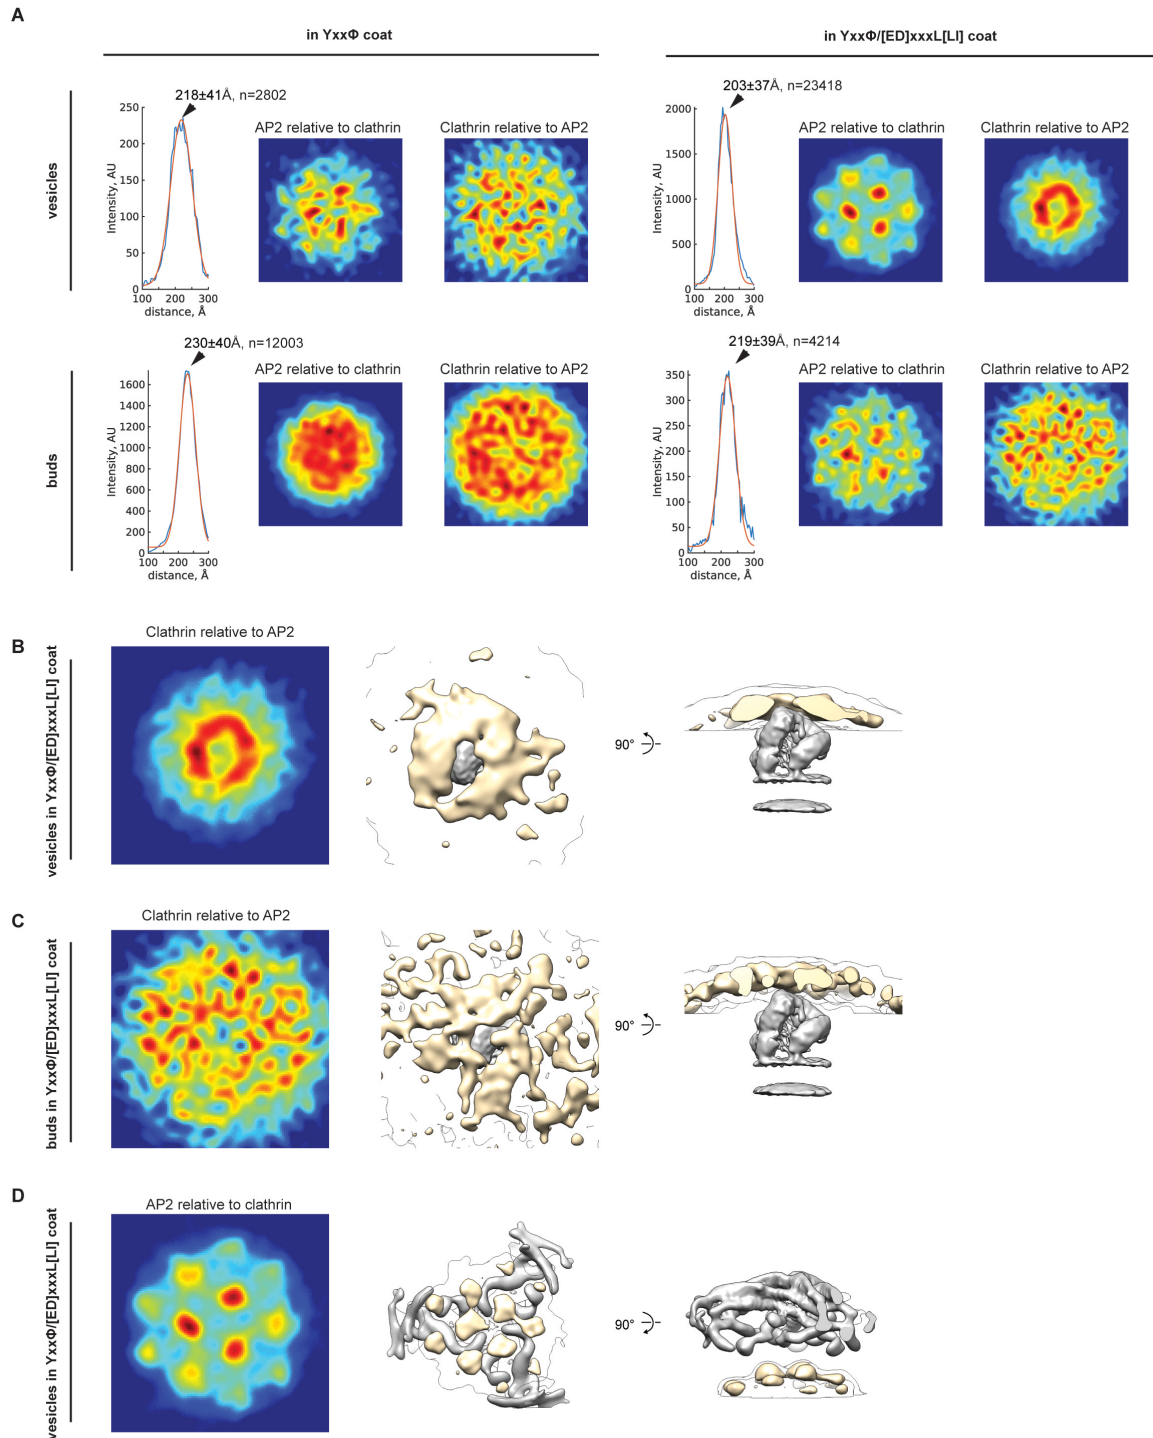 A
in YxxΦ coat
in YxxΦ/[ED]xxxL[LI] coat
vesicles
218±41Å, n=2802
AP2 relative to clathrin
Clathrin relative to AP2
Intensity, AU
250
200
150
100
50
0
100 200 300
distance, Å
203±37Å, n=23418
AP2 relative to clathrin
Clathrin relative to AP2
Intensity, AU
2000
1500
1000
500
0
100 200 300
distance, Å
buds
230±40Å, n=12003
AP2 relative to clathrin
Clathrin relative to AP2
Intensity, AU
1600
1400
1200
1000
800
600
400
200
0
100 200 300
distance, Å
219±39Å, n=4214
AP2 relative to clathrin
Clathrin relative to AP2
Intensity, AU
350
300
250
200
150
100
50
0
100 200 300
distance, Å
B
vesicles in YxxΦ/[ED]xxxL[LI] coat
Clathrin relative to AP2
90°
C
buds in YxxΦ/[ED]xxxL[LI] coat
Clathrin relative to AP2
90°
D
vesicles in YxxΦ/[ED]xxxL[LI] coat
AP2 relative to clathrin
90°